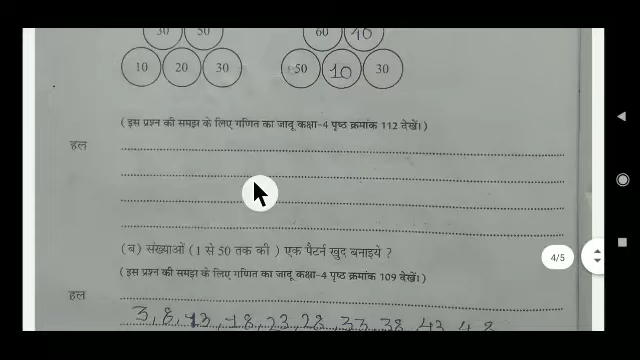 30 50 60 40
10 20 30 50 10 30
( इस प्रश्न की समझ के लिए गणित का जादू कक्षा-4 पृष्ठ क्रमांक 112 देखें। )
हल
(ब) संख्याओं (1 से 50 तक की ) एक पैटर्न खुद बनाइये ?
4/5
(इस प्रश्न की समझ के लिए गणित का जादू कक्षा-4 पृष्ठ क्रमांक 109 देखें।)
हल
3, 8, 13, 18, 23, 28, 33, 38, 43, 48